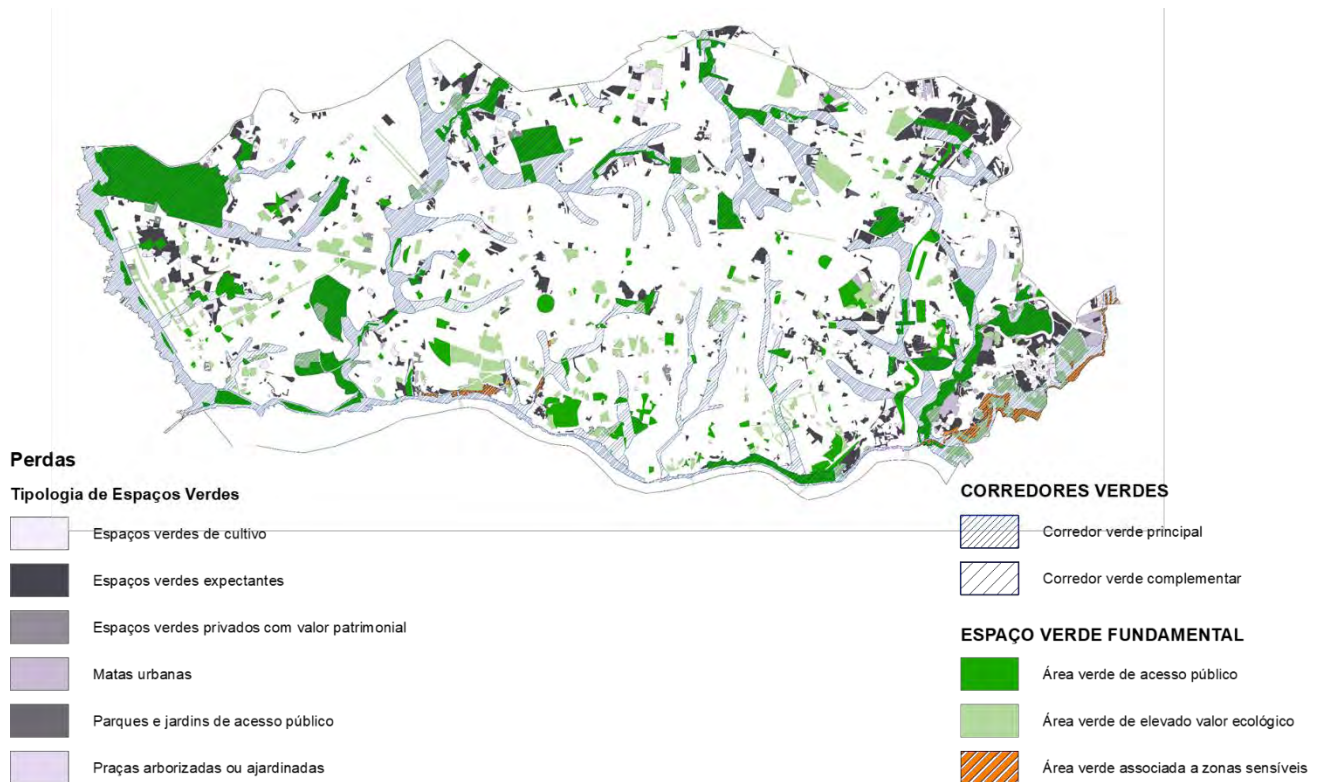 Perdas
Tipologia de Espaços Verdes
Espaços verdes de cultivo
Espaços verdes expectantes
Espaços verdes privados com valor patrimonial
Matas urbanas
Parques e jardins de acesso público
Praças arborizadas ou ajardinadas
CORREDORES VERDES
Corredor verde principal
Corredor verde complementar
ESPAÇO VERDE FUNDAMENTAL
Área verde de acesso público
Área verde de elevado valor ecológico
Área verde associada a zonas sensíveis